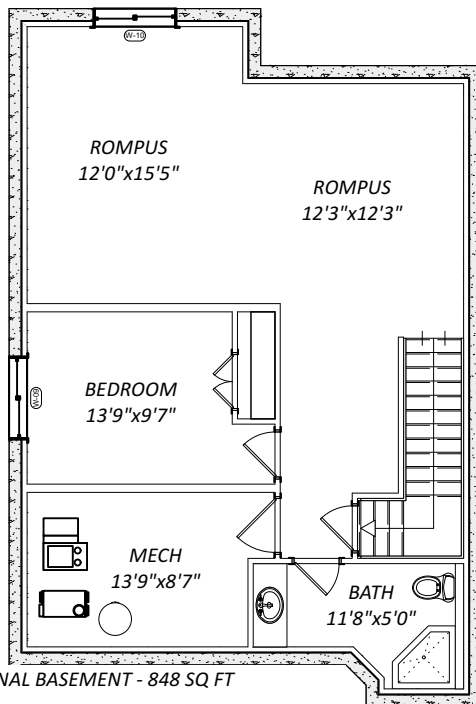 W-10
ROMPUS
12'0"x15'5"
ROMPUS
12'3"x12'3"
W-09
BEDROOM
13'9"x9'7"
MECH
13'9"x8'7"
BATH
11'8"x5'0"
BASEMENT - 848 SQ FT